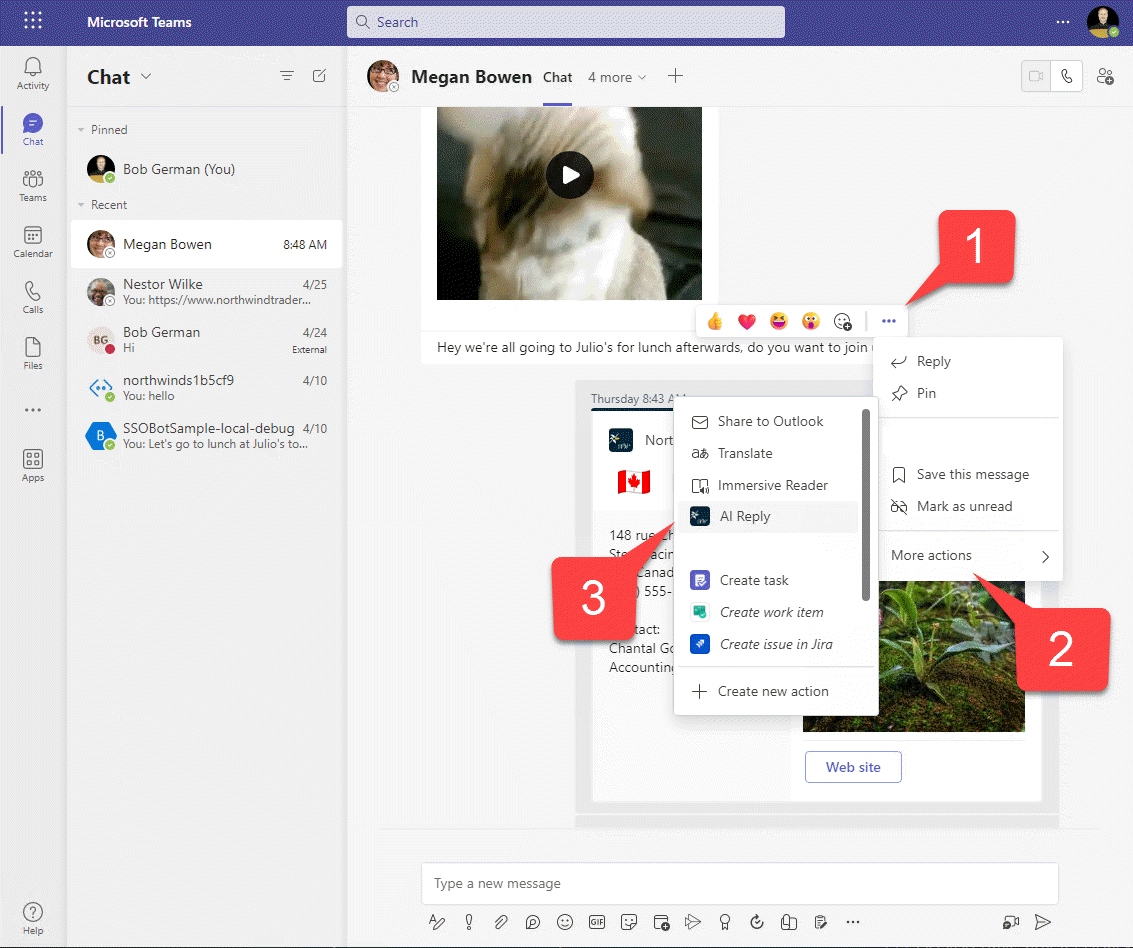 Microsoft Teams
Search
Activity
Chat
Teams
Calendar
Calls
Files
Apps
Help
Chat
Pinned
Bob German (You)
Recent
Megan Bowen 8:48 AM
Nestor Wilke 4/25
You: https://www.northwindtrader...
Bob German 4/24
BG
Hi External
northwinds1b5cf9 4/10
You: hello
SSOBotSample-local-debug 4/10
B
You: Let's go to lunch at Julio's to...
Megan Bowen Chat 4 more
1
Hey we're all going to Julio's for lunch afterwards, do you want to join
Reply
Pin
Save this message
Mark as unread
More actions
2
Thursday 8:43
Share to Outlook
Translate
Immersive Reader
AI Reply
Create task
Create work item
Create issue in Jira
Create new action
3
148 rue
555-
Chantal
Accounting
Web site
Type a new message
GIF